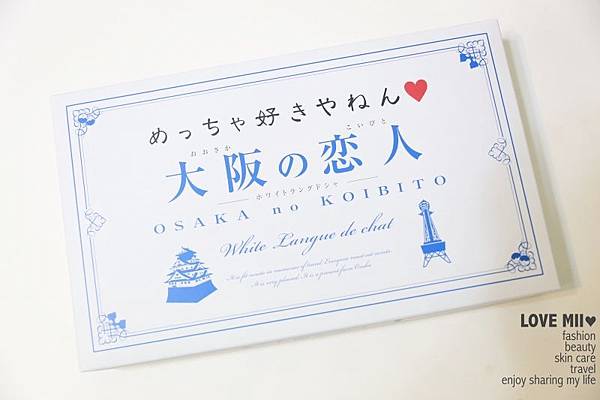 めっちゃ好きやねん♥
おおさか こいびと
大阪の恋人
ホワイトラングドシャ
OSAKA no KOIBITO
White Langue de chat
It is very pleased. It is a present from Osaka
LOVE MII♥
fashion
beauty
skin care
travel
enjoy sharing my life